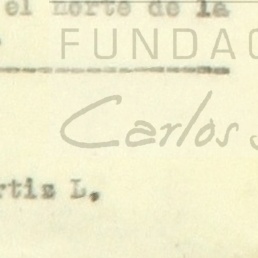 el norte de la
FUNDAC
Carlos S
rtiz L.